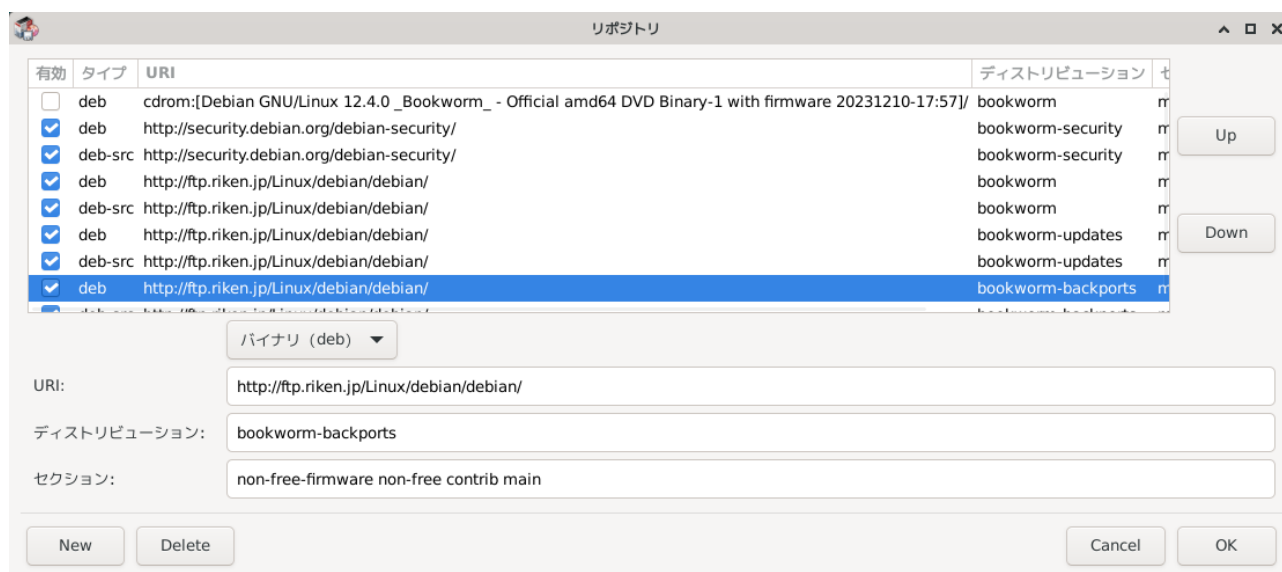 リポジトリ
有効 タイプ URI ディストリビューション
deb cdrom:[Debian GNU/Linux 12.4.0 _Bookworm_ - Official amd64 DVD Binary-1 with firmware 20231210-17:57]/ bookworm
deb http://security.debian.org/debian-security/ bookworm-security
deb-src http://security.debian.org/debian-security/ bookworm-security
deb http://ftp.riken.jp/Linux/debian/debian/ bookworm
deb-src http://ftp.riken.jp/Linux/debian/debian/ bookworm
deb http://ftp.riken.jp/Linux/debian/debian/ bookworm-updates
deb-src http://ftp.riken.jp/Linux/debian/debian/ bookworm-updates
deb http://ftp.riken.jp/Linux/debian/debian/ bookworm-backports
Up
Down
バイナリ (deb)
URI: http://ftp.riken.jp/Linux/debian/debian/
ディストリビューション: bookworm-backports
セクション: non-free-firmware non-free contrib main
New Delete Cancel OK